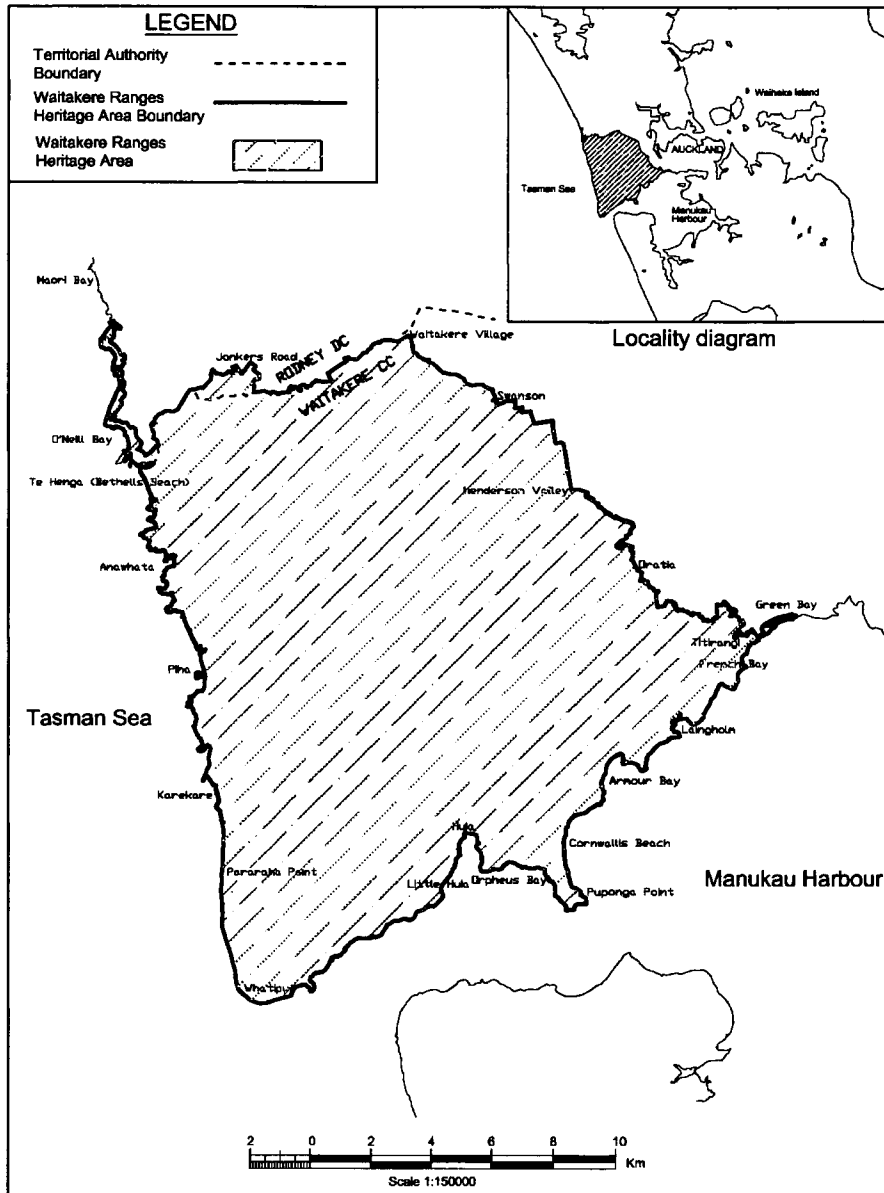 LEGEND
Territorial Authority
Boundary
Waitakere Ranges
Heritage Area Boundary
Waitakere Ranges
Heritage Area
Waiheke Island
AUCKLAND
Tasman Sea
Manukau
Harbour
Locality diagram
Maori Bay
Waitakere Village
Jonkers Road
RODNEY DC
WAITAKERE CC
Swanson
O'Neill Bay
Te Henga (Bethells Beach)
Henderson Valley
Anawhata
Oratia
Green Bay
Titirangi
French Bay
Piha
Tasman Sea
Laingholm
Armour Bay
Karekare
Huia
Cornwallis Beach
Pararaha Point
Little Huia
Orpheus Bay
Puponga Point
Manukau Harbour
Whatipu
2 0 2 4 6 8 10
Km
Scale 1:150000